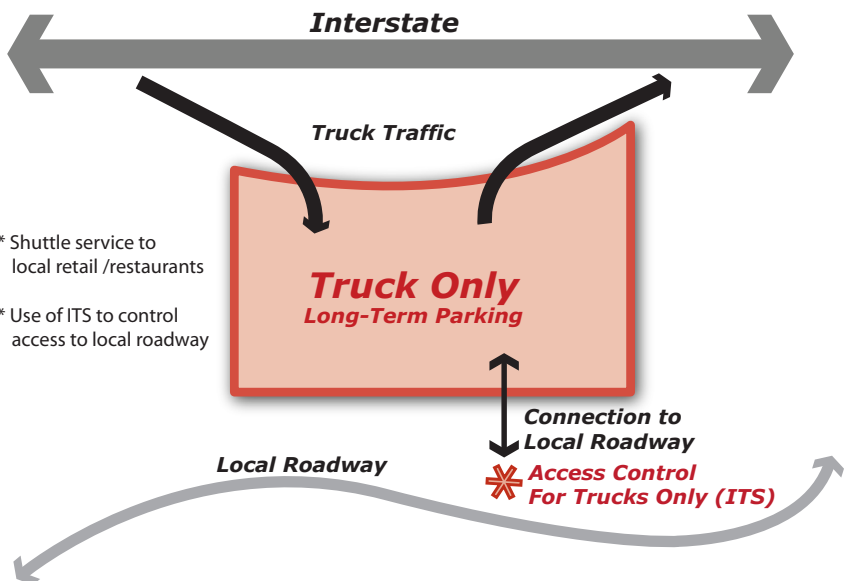 Interstate
Truck Traffic
* Shuttle service to
local retail /restaurants
* Use of ITS to control
access to local roadway
Truck Only
Long-Term Parking
Connection to
Local Roadway
Local Roadway
Access Control
For Trucks Only (ITS)